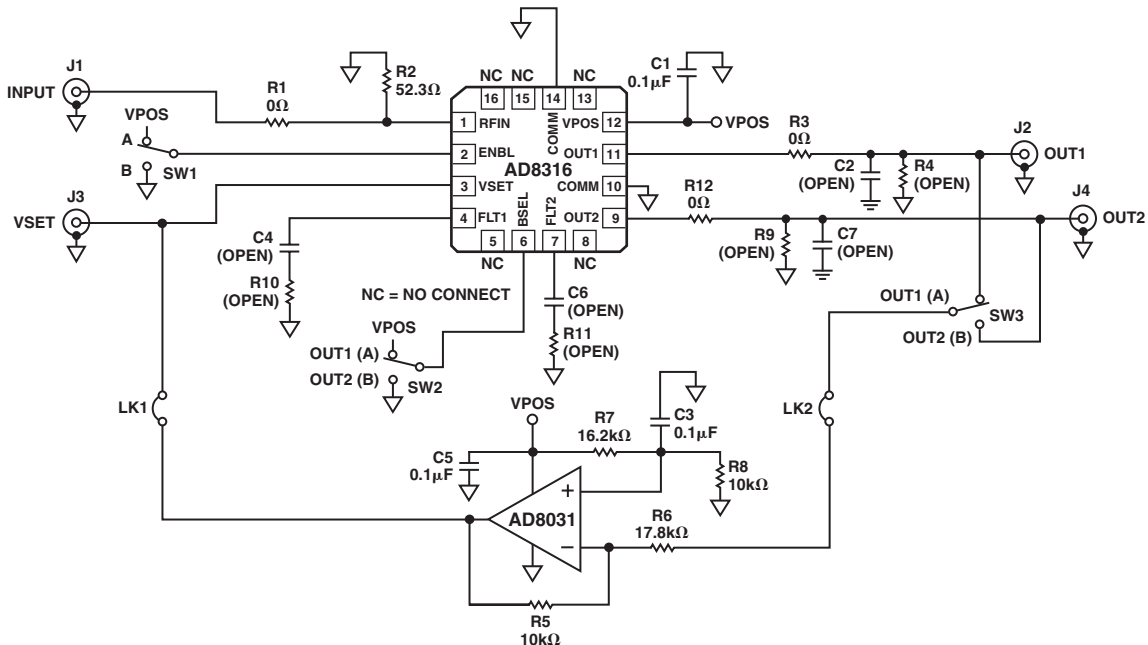 J1
INPUT
R1
0Ω
R2
52.3Ω
C1
0.1µF
VPOS
NC
NC
NC
16
15
14
13
COMM
1
RFIN
2
ENBL
3
VSET
4
FLT1
AD8316
VPOS
12
OUT1
11
COMM
10
OUT2
9
BSEL
FLT2
5
6
7
8
NC
NC
VPOS
A
B
SW1
J3
VSET
C4
(OPEN)
R10
(OPEN)
NC = NO CONNECT
C6
(OPEN)
R11
(OPEN)
VPOS
OUT1 (A)
OUT2 (B)
SW2
R3
0Ω
J2
OUT1
C2
(OPEN)
R4
(OPEN)
R12
0Ω
J4
OUT2
R9
(OPEN)
C7
(OPEN)
OUT1 (A)
SW3
OUT2 (B)
LK1
LK2
VPOS
C5
0.1µF
R7
16.2kΩ
C3
0.1µF
R8
10kΩ
+
AD8031
−
R6
17.8kΩ
R5
10kΩ